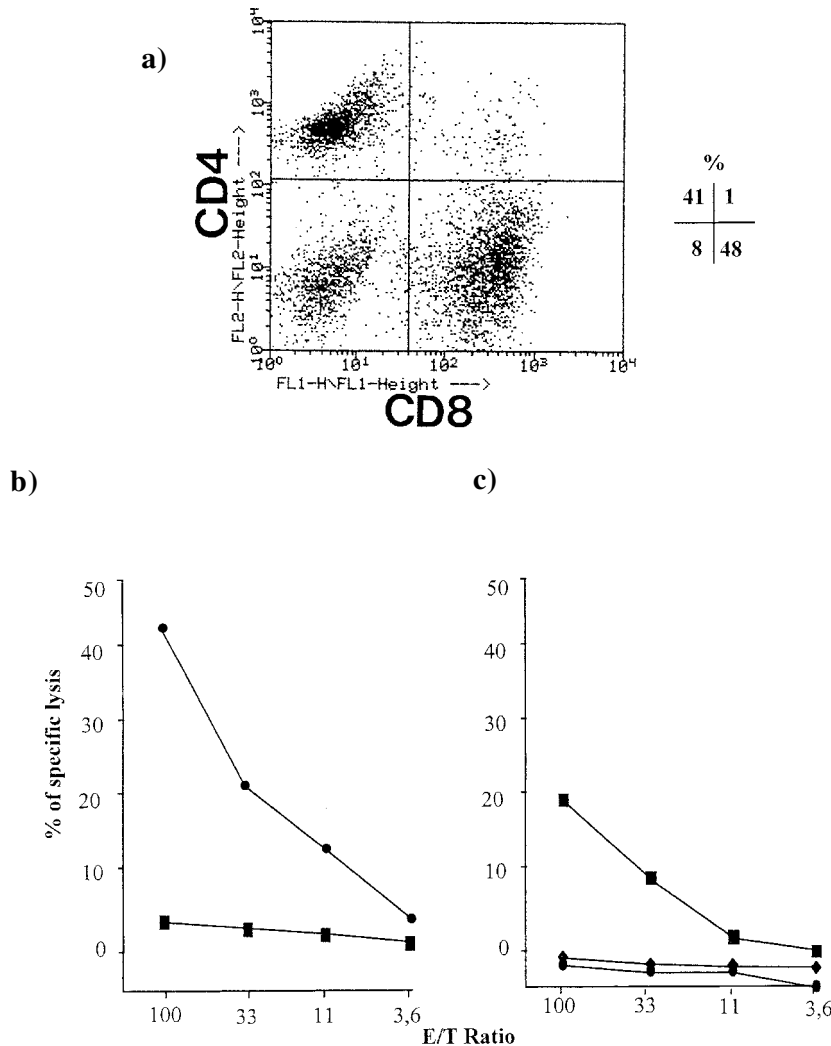 a)
10⁴
10³
10²
10¹
10⁰
CD4
FL2-H\FL2-Height --->
10⁰ 10¹ 10² 10³ 10⁴
FL1-H\FL1-Height --->
CD8
%
41 1
8 48
b)
c)
50
40
30
20
10
0
% of specific lysis
100 33 11 3,6
50
40
30
20
10
0
100 33 11 3,6
E/T Ratio